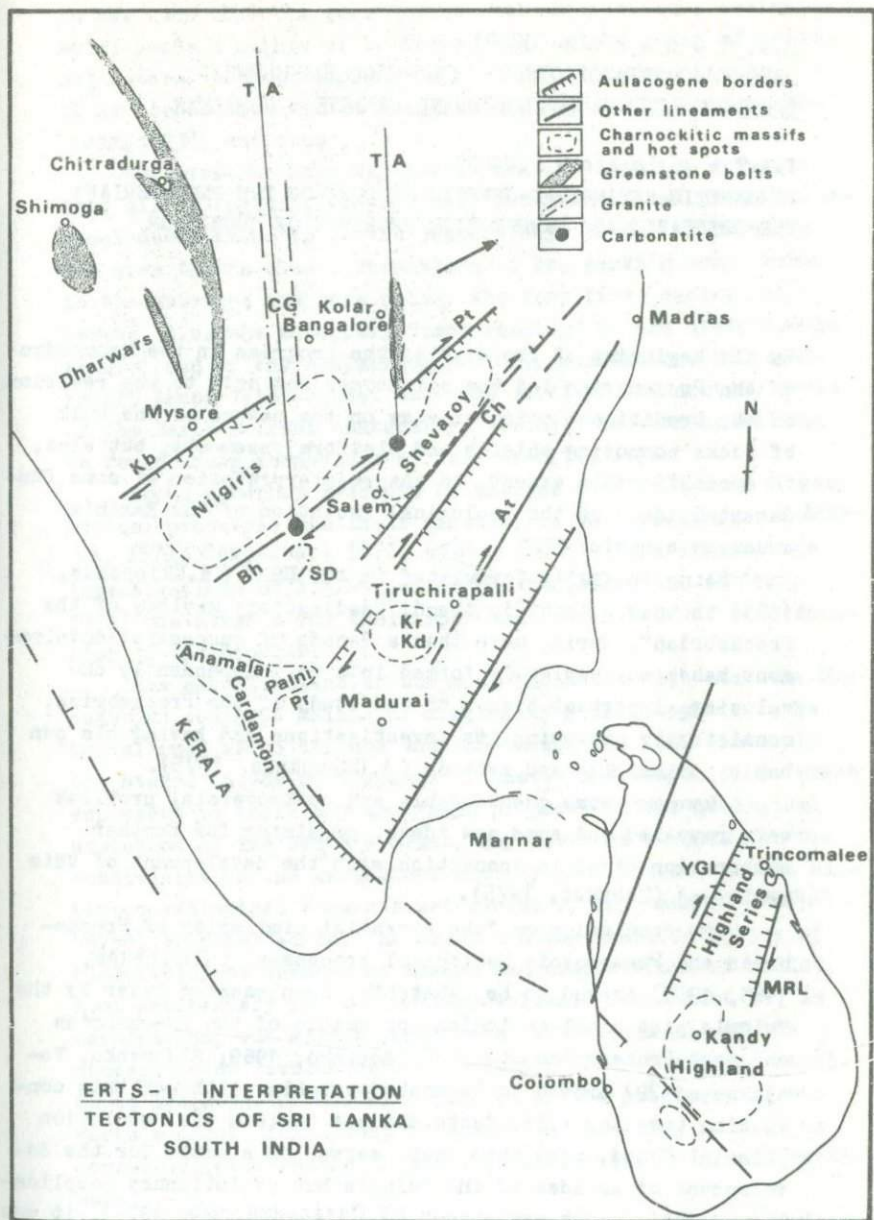 T A
T A
Aulacogene borders
Other lineaments
Charnockitic massifs
and hot spots
Greenstone belts
Granite
Carbonatite
Chitradurga
Shimoga
CG
Kolar
Bangalore
Pt
Madras
Dharwars
Mysore
Kb
Shevaroy
Ch
N
Nilgiris
Salem
At
Bh
SD
Tiruchirapalli
Kr
Kd
Anamalai
Palni
Cardamon
Pr
Madurai
KERALA
Mannar
Trincomalee
YGL
Highland
Series
MRL
Kandy
Highland
Colombo
ERTS-1 INTERPRETATION
TECTONICS OF SRI LANKA
SOUTH INDIA